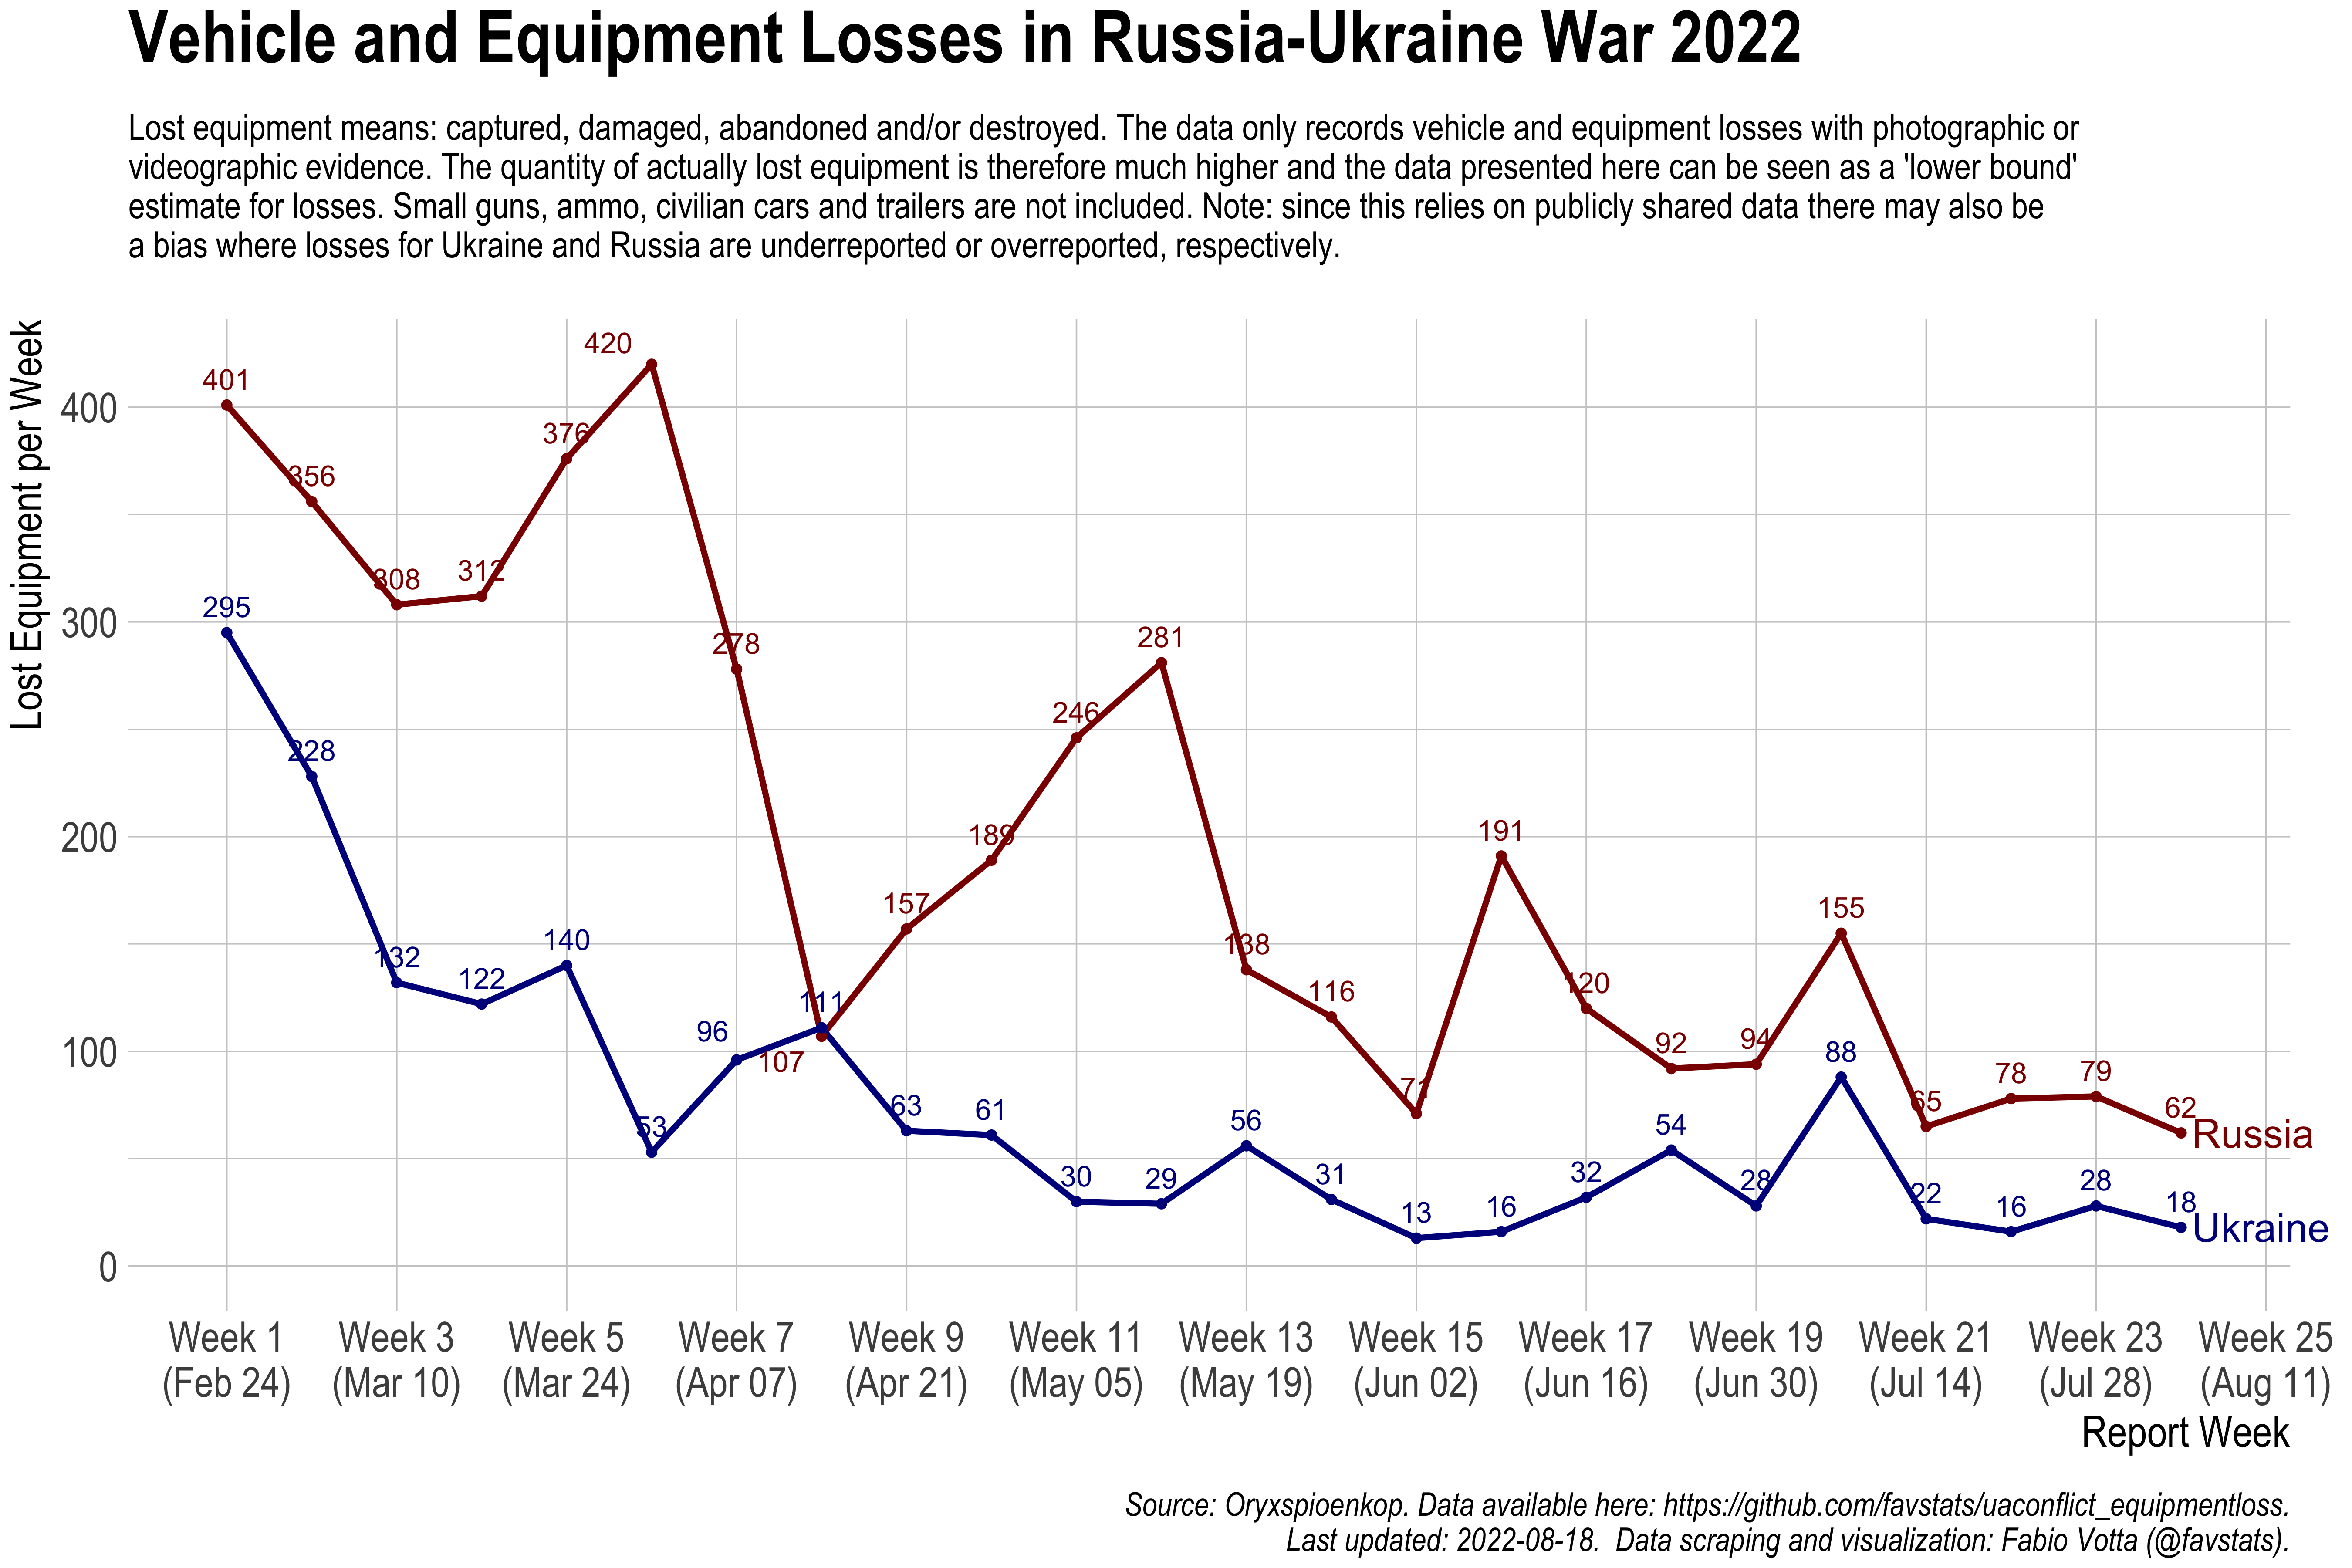 Vehicle and Equipment Losses in Russia-Ukraine War 2022
Lost equipment means: captured, damaged, abandoned and/or destroyed. The data only records vehicle and equipment losses with photographic or
videographic evidence. The quantity of actually lost equipment is therefore much higher and the data presented here can be seen as a 'lower bound'
estimate for losses. Small guns, ammo, civilian cars and trailers are not included. Note: since this relies on publicly shared data there may also be
a bias where losses for Ukraine and Russia are underreported or overreported, respectively.
Lost Equipment per Week
400
300
200
100
0
401
356
308
312
376
420
278
107
157
189
246
281
138
116
71
191
120
92
94
155
65
78
79
62
Russia
295
228
132
122
140
53
96
111
63
61
30
29
56
31
13
16
32
54
28
88
22
16
28
18
Ukraine
Week 1
(Feb 24)
Week 3
(Mar 10)
Week 5
(Mar 24)
Week 7
(Apr 07)
Week 9
(Apr 21)
Week 11
(May 05)
Week 13
(May 19)
Week 15
(Jun 02)
Week 17
(Jun 16)
Week 19
(Jun 30)
Week 21
(Jul 14)
Week 23
(Jul 28)
Week 25
(Aug 11)
Report Week
Source: Oryxspioenkop. Data available here: https://github.com/favstats/uaconflict_equipmentloss.
Last updated: 2022-08-18.  Data scraping and visualization: Fabio Votta (@favstats).